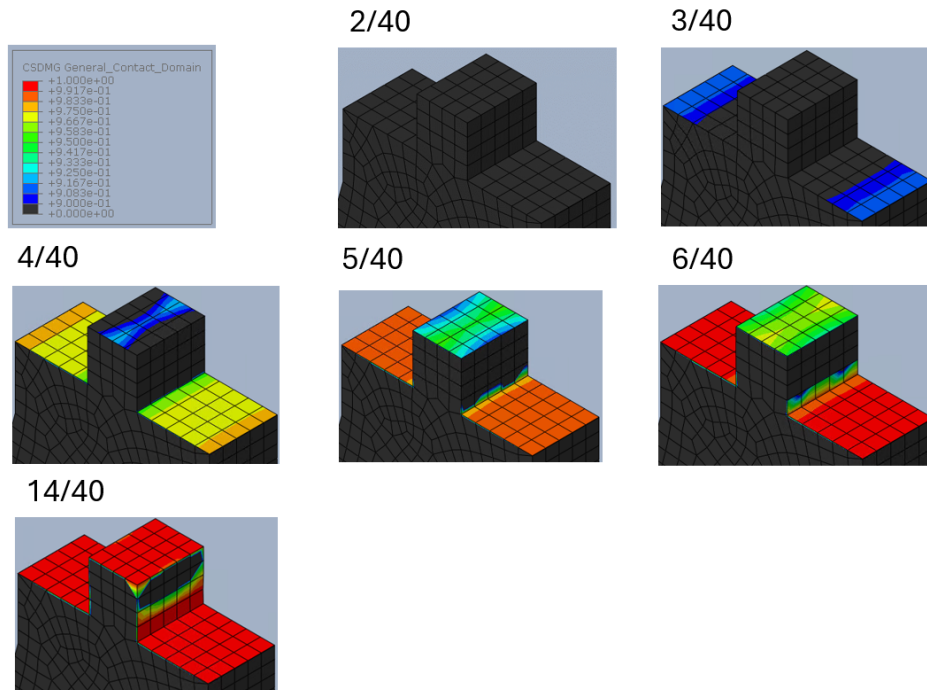 2/40
3/40
CSDMG General_Contact_Domain
+1.000e+00
+9.917e-01
+9.833e-01
+9.750e-01
+9.667e-01
+9.583e-01
+9.500e-01
+9.417e-01
+9.333e-01
+9.250e-01
+9.167e-01
+9.083e-01
+9.000e-01
+0.000e+00
4/40
5/40
6/40
14/40